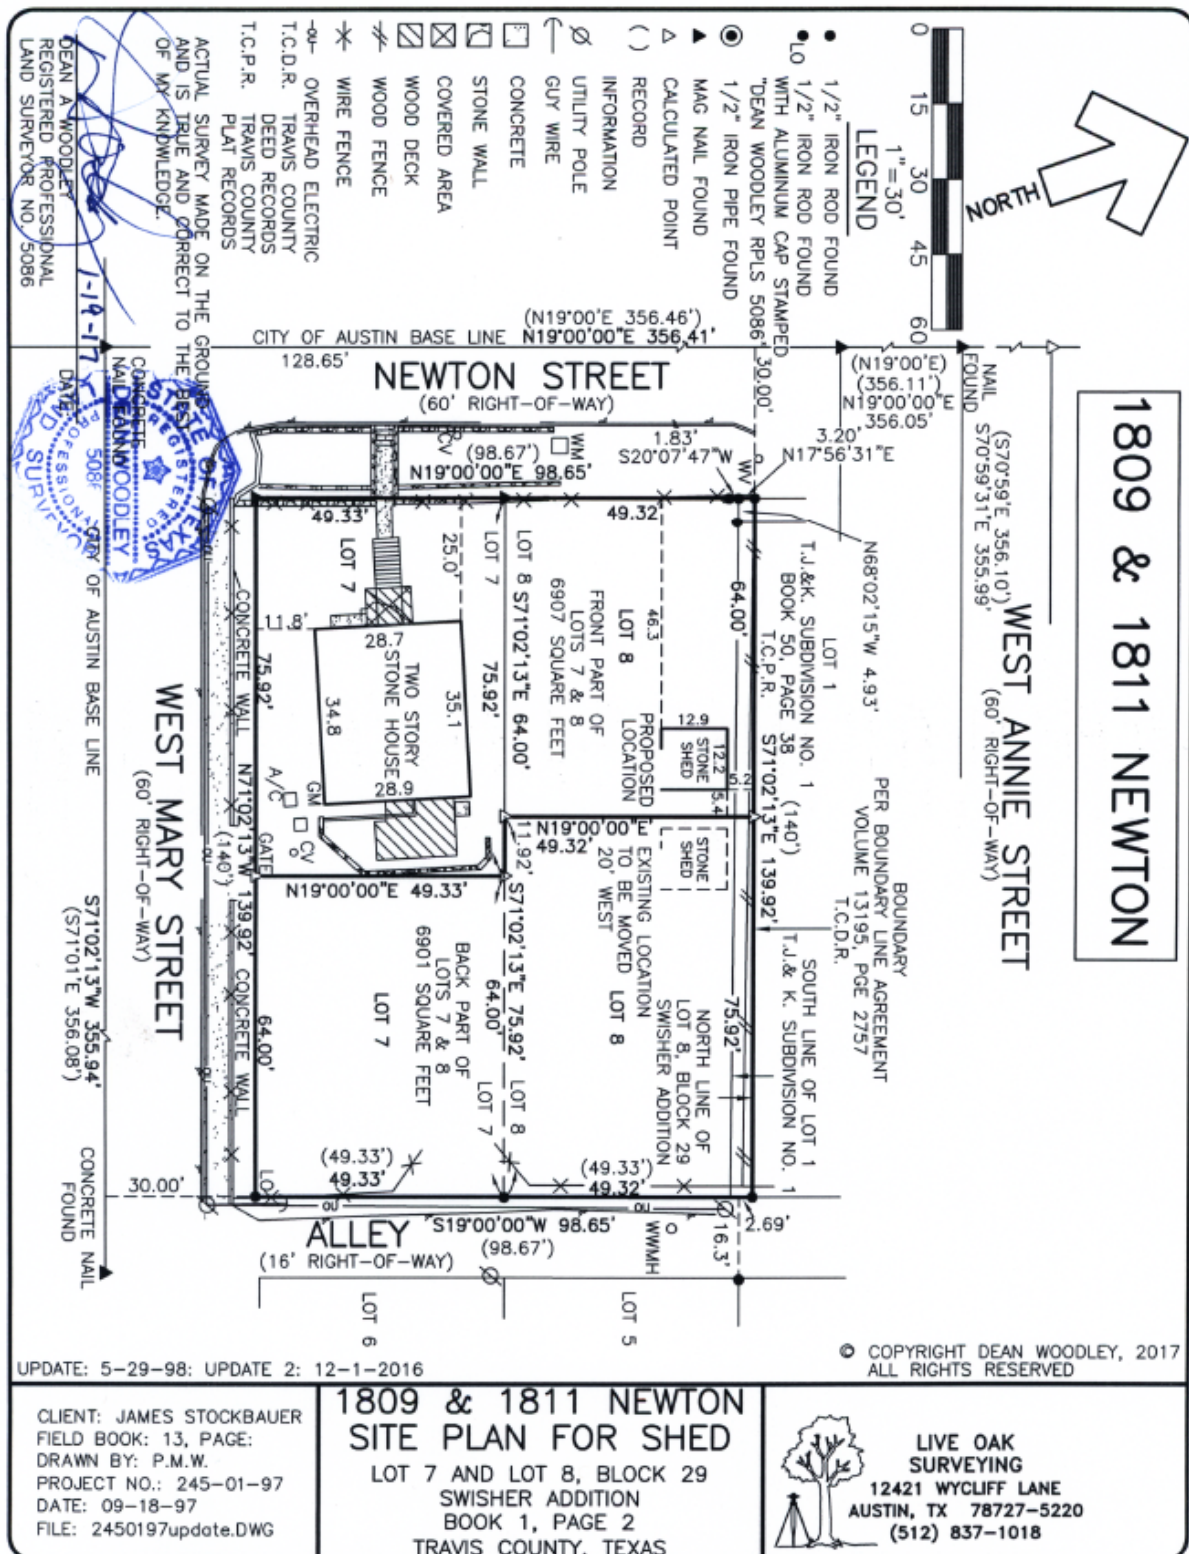 1809 & 1811 NEWTON
0 15 30 45 60
1"=30'
NORTH
LEGEND
1/2" IRON ROD FOUND
LO 1/2" IRON ROD FOUND
WITH ALUMINUM CAP STAMPED
"DEAN WOODLEY RPLS 5086"
1/2" IRON PIPE FOUND
MAG NAIL FOUND
CALCULATED POINT
( ) RECORD
INFORMATION
UTILITY POLE
GUY WIRE
CONCRETE
STONE WALL
COVERED AREA
WOOD DECK
WOOD FENCE
WIRE FENCE
OU OVERHEAD ELECTRIC
T.C.D.R. TRAVIS COUNTY
DEED RECORDS
T.C.P.R. TRAVIS COUNTY
PLAT RECORDS
ACTUAL SURVEY MADE ON THE GROUND
AND IS TRUE AND CORRECT TO THE BEST
OF MY KNOWLEDGE.
DEAN A WOODLEY
REGISTERED PROFESSIONAL
LAND SURVEYOR NO 5086
1-19-17
DATE
STATE OF TEXAS
REGISTERED
DEAN WOODLEY
5086
PROFESSIONAL
LAND SURVEYOR
CONCRETE
NAIL
(N19°00'E 356.46')
CITY OF AUSTIN BASE LINE N19°00'00"E 356.41'
128.65'
30.00'
NEWTON STREET
(60' RIGHT-OF-WAY)
(N19°00'E)
(356.11')
N19°00'00"E
356.05'
NAIL
FOUND
(S70°59'E 356.10')
S70°59'31"E 355.99'
WEST ANNIE STREET
(60' RIGHT-OF-WAY)
CV
WM
(98.67')
N19°00'00"E 98.65'
1.83'
S20°07'47"W
WV
3.20'
N17°56'31"E
N68°02'15"W 4.93'
49.33'
49.32'
LOT 7
25.0'
LOT 7
LOT 8
S71°02'13"E 64.00'
75.92'
FRONT PART OF
LOTS 7 & 8
6907 SQUARE FEET
LOT 8
46.3
64.00'
LOT 1
T.J.&K. SUBDIVISION NO. 1
BOOK 50, PAGE 38
T.C.P.R.
(140')
S71°02'13"E 139.92'
BOUNDARY
PER BOUNDARY LINE AGREEMENT
VOLUME 13195, PGE 2757
T.C.D.R.
11.8'
28.7
TWO STORY
STONE HOUSE
35.1
34.8
28.9
75.92'
CONCRETE WALL
N71°02'13"W 139.92'
(140')
A/C
GM
CV
GATE
12.9
12.2
STONE
SHED
5.2
5.4
PROPOSED
LOCATION
N19°00'00"E
49.32'
11.92'
STONE
SHED
EXISTING LOCATION
TO BE MOVED
20' WEST
N19°00'00"E 49.33'
S71°02'13"E 75.92'
64.00'
BACK PART OF
LOTS 7 & 8
6901 SQUARE FEET
LOT 7
LOT 8
75.92'
NORTH LINE OF
LOT 8, BLOCK 29
SWISHER ADDITION
SOUTH LINE OF LOT 1
T.J.& K. SUBDIVISION NO. 1
64.00'
CONCRETE WALL
LOT 8
LOT 7
WEST MARY STREET
(60' RIGHT-OF-WAY)
CITY OF AUSTIN BASE LINE
S71°02'13"W 355.94'
(S71°01'E 356.08')
CONCRETE NAIL
FOUND
30.00'
LO
(49.33')
49.33'
(49.33')
49.32'
OU
OU
S19°00'00"W 98.65'
(98.67')
ALLEY
(16' RIGHT-OF-WAY)
WWMH
16.3'
2.69'
LOT 6
LOT 5
UPDATE: 5-29-98: UPDATE 2: 12-1-2016
© COPYRIGHT DEAN WOODLEY, 2017
ALL RIGHTS RESERVED
CLIENT: JAMES STOCKBAUER
FIELD BOOK: 13, PAGE:
DRAWN BY: P.M.W.
PROJECT NO.: 245-01-97
DATE: 09-18-97
FILE: 2450197update.DWG
1809 & 1811 NEWTON
SITE PLAN FOR SHED
LOT 7 AND LOT 8, BLOCK 29
SWISHER ADDITION
BOOK 1, PAGE 2
TRAVIS COUNTY, TEXAS
LIVE OAK
SURVEYING
12421 WYCLIFF LANE
AUSTIN, TX 78727-5220
(512) 837-1018